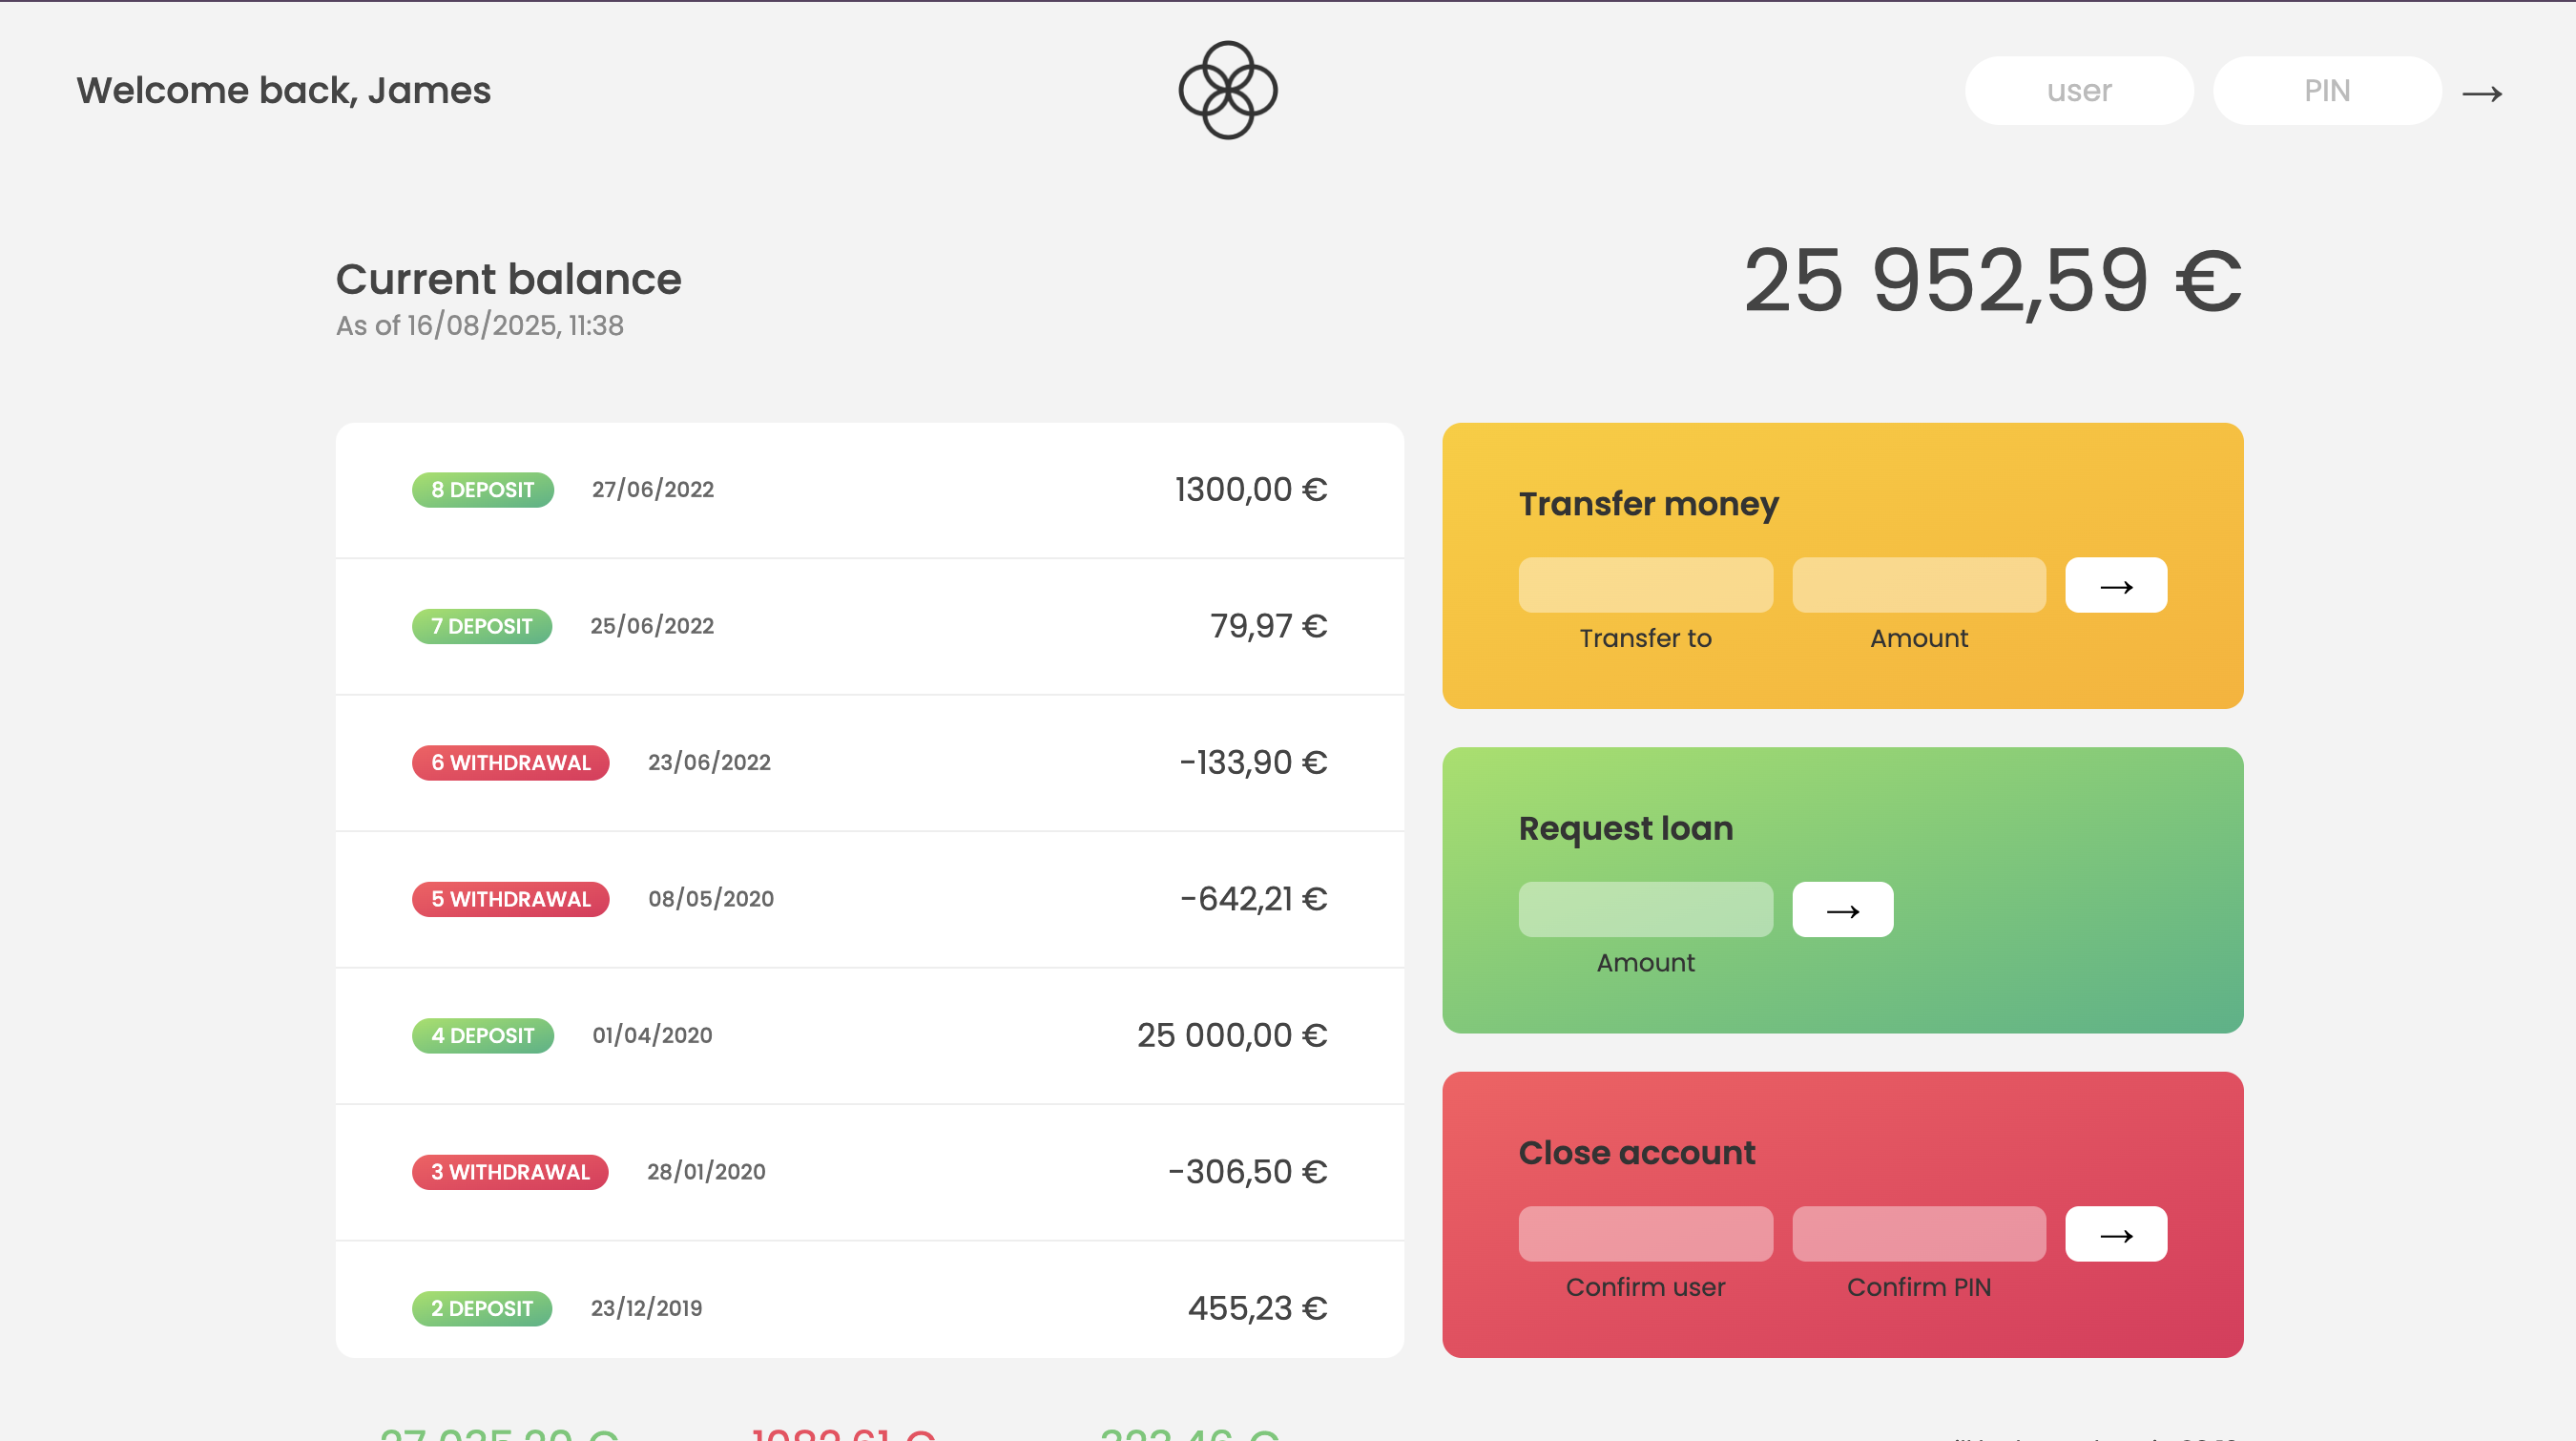 Welcome back, James
user
PIN
→
Current balance
As of 16/08/2025, 11:38
25 952,59 €
8 DEPOSIT 27/06/2022 1300,00 €
7 DEPOSIT 25/06/2022 79,97 €
6 WITHDRAWAL 23/06/2022 -133,90 €
5 WITHDRAWAL 08/05/2020 -642,21 €
4 DEPOSIT 01/04/2020 25 000,00 €
3 WITHDRAWAL 28/01/2020 -306,50 €
2 DEPOSIT 23/12/2019 455,23 €
Transfer money
→
Transfer to Amount
Request loan
→
Amount
Close account
→
Confirm user Confirm PIN